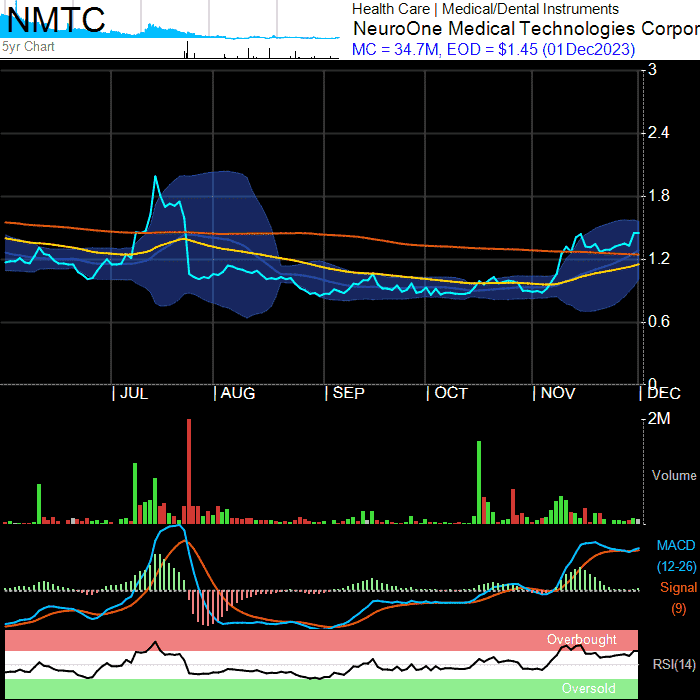 NMTC
5yr Chart
Health Care | Medical/Dental Instruments
NeuroOne Medical Technologies Corpor
MC = 34.7M, EOD = $1.45 (01Dec2023)
3
2.4
1.8
1.2
0.6
0
JUL
AUG
SEP
OCT
NOV
DEC
2M
Volume
MACD
(12-26)
Signal
(9)
Overbought
RSI(14)
Oversold